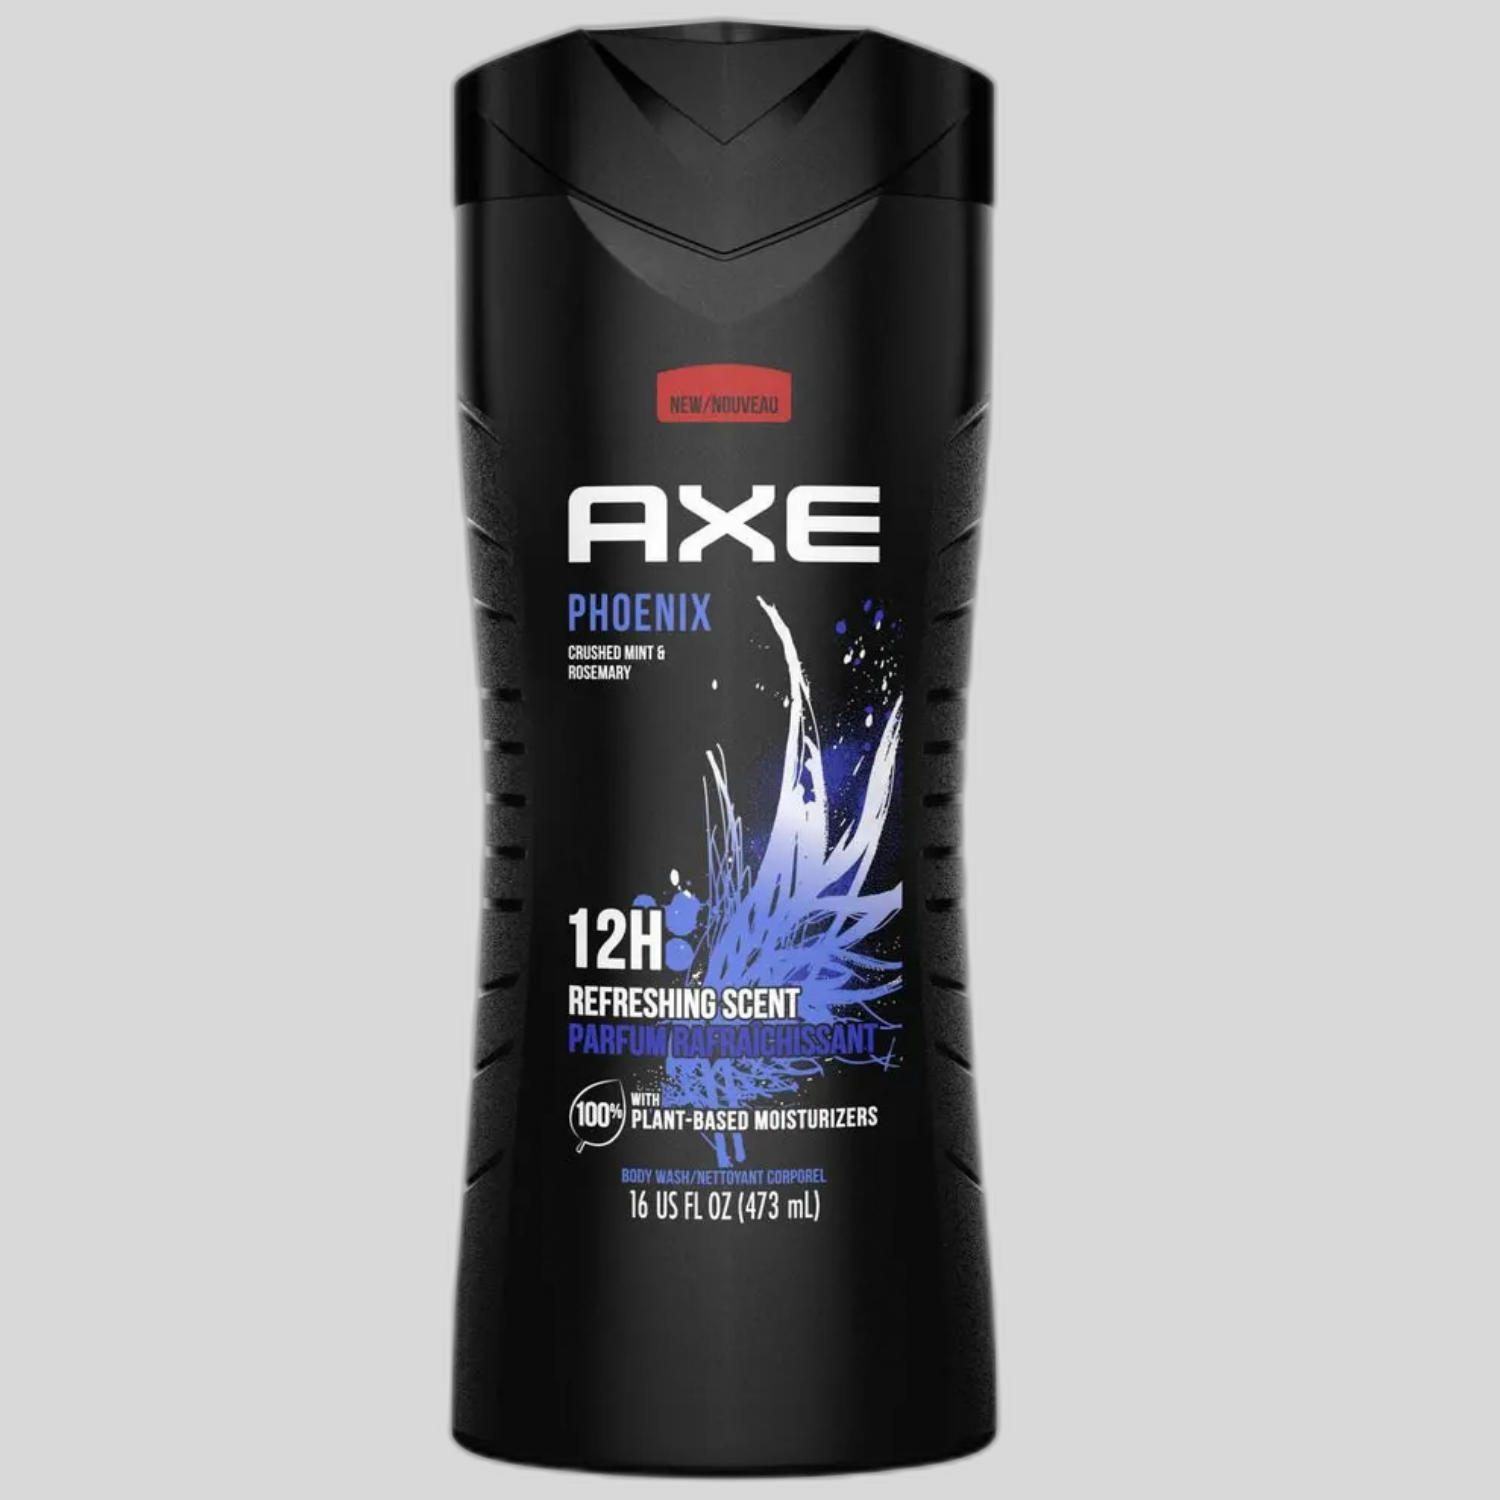 NEW/NOUVEAU
AXE
PHOENIX
CRUSHED MINT &
ROSEMARY
12H
REFRESHING SCENT
PARFUM RAFRAÎCHISSANT
100%
WITH
PLANT-BASED MOISTURIZERS
BODY WASH/NETTOYANT CORPOREL
16 US FL OZ (473 mL)